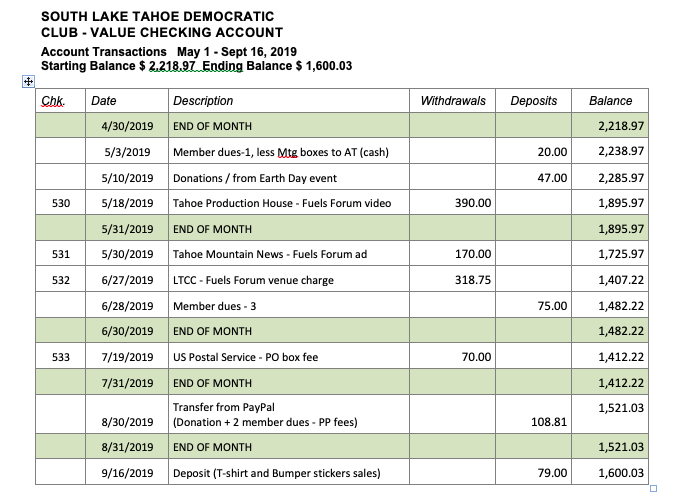 SOUTH LAKE TAHOE DEMOCRATIC
CLUB - VALUE CHECKING ACCOUNT
Account Transactions May 1 - Sept 16, 2019
Starting Balance $ 2,218.97 Ending Balance $ 1,600.03
Chk. Date Description Withdrawals Deposits Balance
4/30/2019 END OF MONTH 2,218.97
5/3/2019 Member dues-1, less Mtg boxes to AT (cash) 20.00 2,238.97
5/10/2019 Donations / from Earth Day event 47.00 2,285.97
530 5/18/2019 Tahoe Production House - Fuels Forum video 390.00 1,895.97
5/31/2019 END OF MONTH 1,895.97
531 5/30/2019 Tahoe Mountain News - Fuels Forum ad 170.00 1,725.97
532 6/27/2019 LTCC - Fuels Forum venue charge 318.75 1,407.22
6/28/2019 Member dues - 3 75.00 1,482.22
6/30/2019 END OF MONTH 1,482.22
533 7/19/2019 US Postal Service - PO box fee 70.00 1,412.22
7/31/2019 END OF MONTH 1,412.22
Transfer from PayPal 1,521.03
8/30/2019 (Donation + 2 member dues - PP fees) 108.81
8/31/2019 END OF MONTH 1,521.03
9/16/2019 Deposit (T-shirt and Bumper stickers sales) 79.00 1,600.03